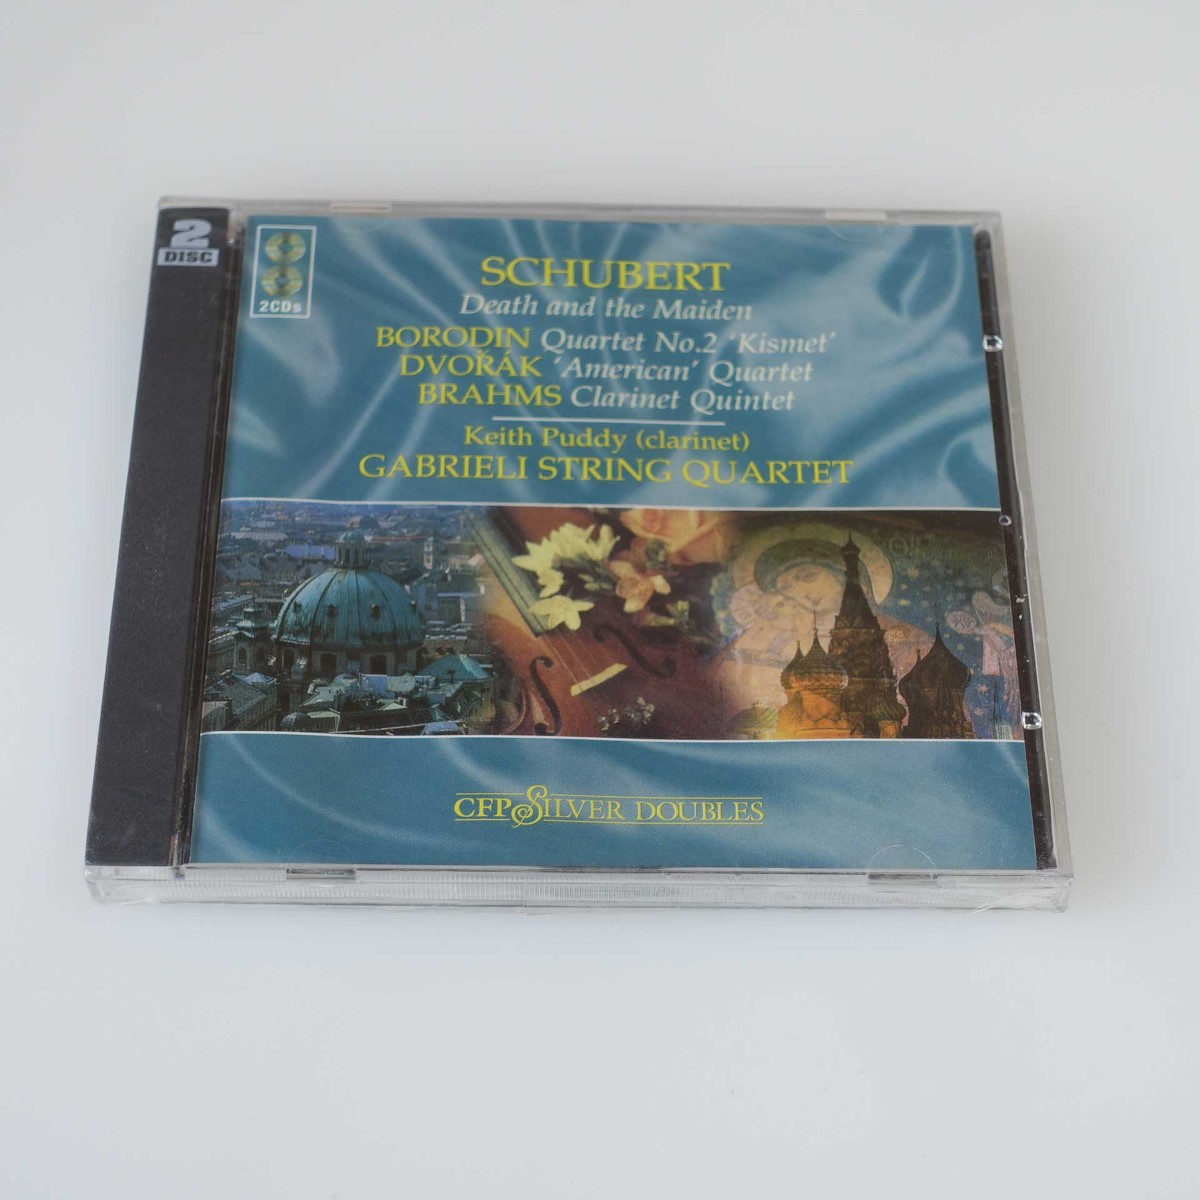 2
DISC
2CDs
SCHUBERT
Death and the Maiden
BORODIN Quartet No.2 ‘Kismet’
DVOŘÁK ‘American’ Quartet
BRAHMS Clarinet Quintet
Keith Puddy (clarinet)
GABRIELI STRING QUARTET
CFP SILVER DOUBLES